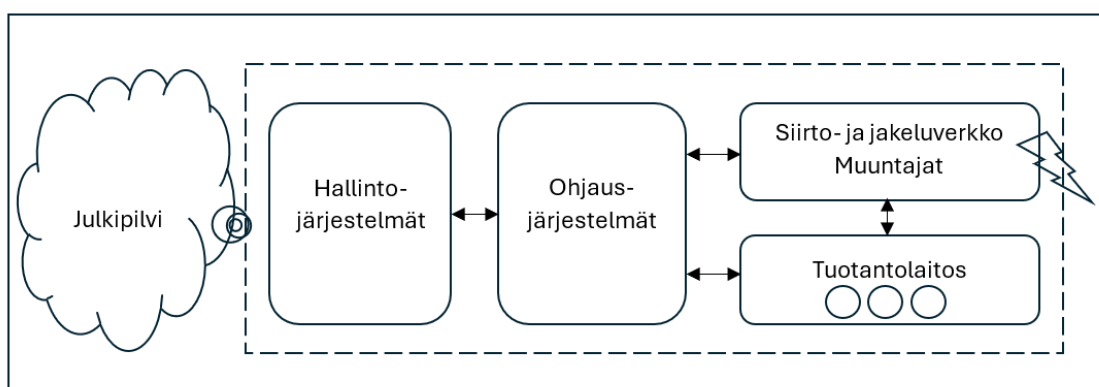 Julkipilvi
Hallinto-
järjestelmät
Ohjaus-
järjestelmät
Siirto- ja jakeluverkko
Muuntajat
Tuotantolaitos